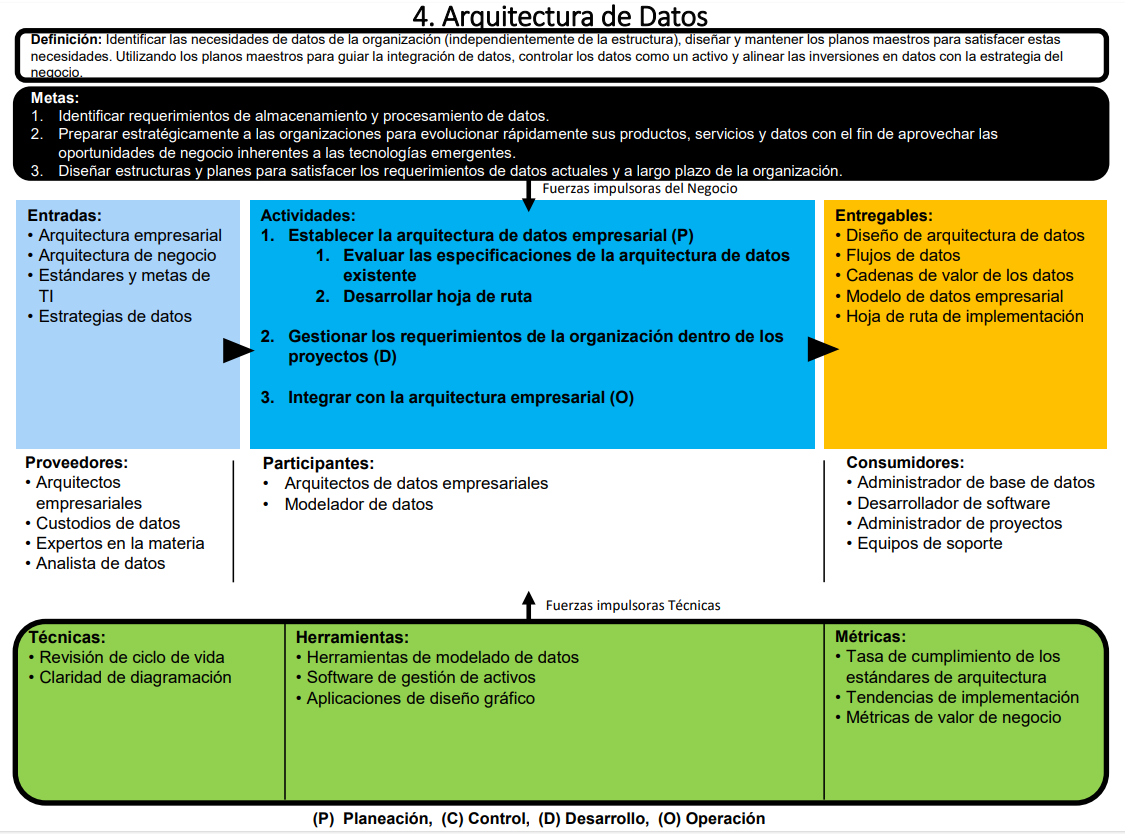 4. Arquitectura de Datos
Definición: Identificar las necesidades de datos de la organización (independientemente de la estructura), diseñar y mantener los planos maestros para satisfacer estas
necesidades. Utilizando los planos maestros para guiar la integración de datos, controlar los datos como un activo y alinear las inversiones en datos con la estrategia del
negocio.
Metas:
1. Identificar requerimientos de almacenamiento y procesamiento de datos.
2. Preparar estratégicamente a las organizaciones para evolucionar rápidamente sus productos, servicios y datos con el fin de aprovechar las
oportunidades de negocio inherentes a las tecnologías emergentes.
3. Diseñar estructuras y planes para satisfacer los requerimientos de datos actuales y a largo plazo de la organización.
Fuerzas impulsoras del Negocio
Entradas:
• Arquitectura empresarial
• Arquitectura de negocio
• Estándares y metas de
TI
• Estrategias de datos
Actividades:
1. Establecer la arquitectura de datos empresarial (P)
1. Evaluar las especificaciones de la arquitectura de datos
existente
2. Desarrollar hoja de ruta
2. Gestionar los requerimientos de la organización dentro de los
proyectos (D)
3. Integrar con la arquitectura empresarial (O)
Entregables:
• Diseño de arquitectura de datos
• Flujos de datos
• Cadenas de valor de los datos
• Modelo de datos empresarial
• Hoja de ruta de implementación
Proveedores:
• Arquitectos
empresariales
• Custodios de datos
• Expertos en la materia
• Analista de datos
Participantes:
• Arquitectos de datos empresariales
• Modelador de datos
Consumidores:
• Administrador de base de datos
• Desarrollador de software
• Administrador de proyectos
• Equipos de soporte
Fuerzas impulsoras Técnicas
Técnicas:
• Revisión de ciclo de vida
• Claridad de diagramación
Herramientas:
• Herramientas de modelado de datos
• Software de gestión de activos
• Aplicaciones de diseño gráfico
Métricas:
• Tasa de cumplimiento de los
estándares de arquitectura
• Tendencias de implementación
• Métricas de valor de negocio
(P) Planeación, (C) Control, (D) Desarrollo, (O) Operación